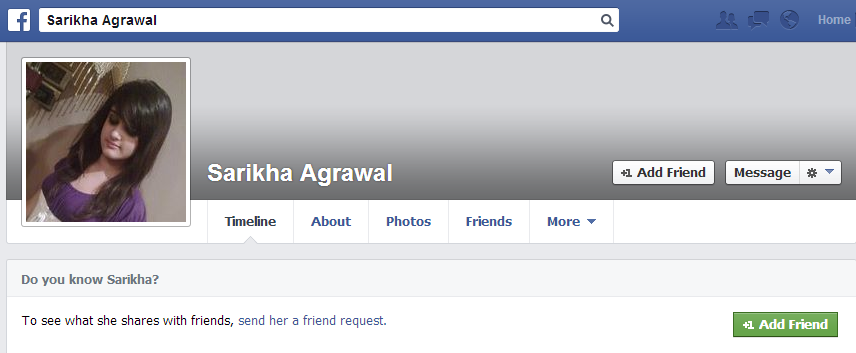 f Sarikha Agrawal Home
Sarikha Agrawal
+1 Add Friend Message
Timeline About Photos Friends More
Do you know Sarikha?
To see what she shares with friends, send her a friend request.
+1 Add Friend